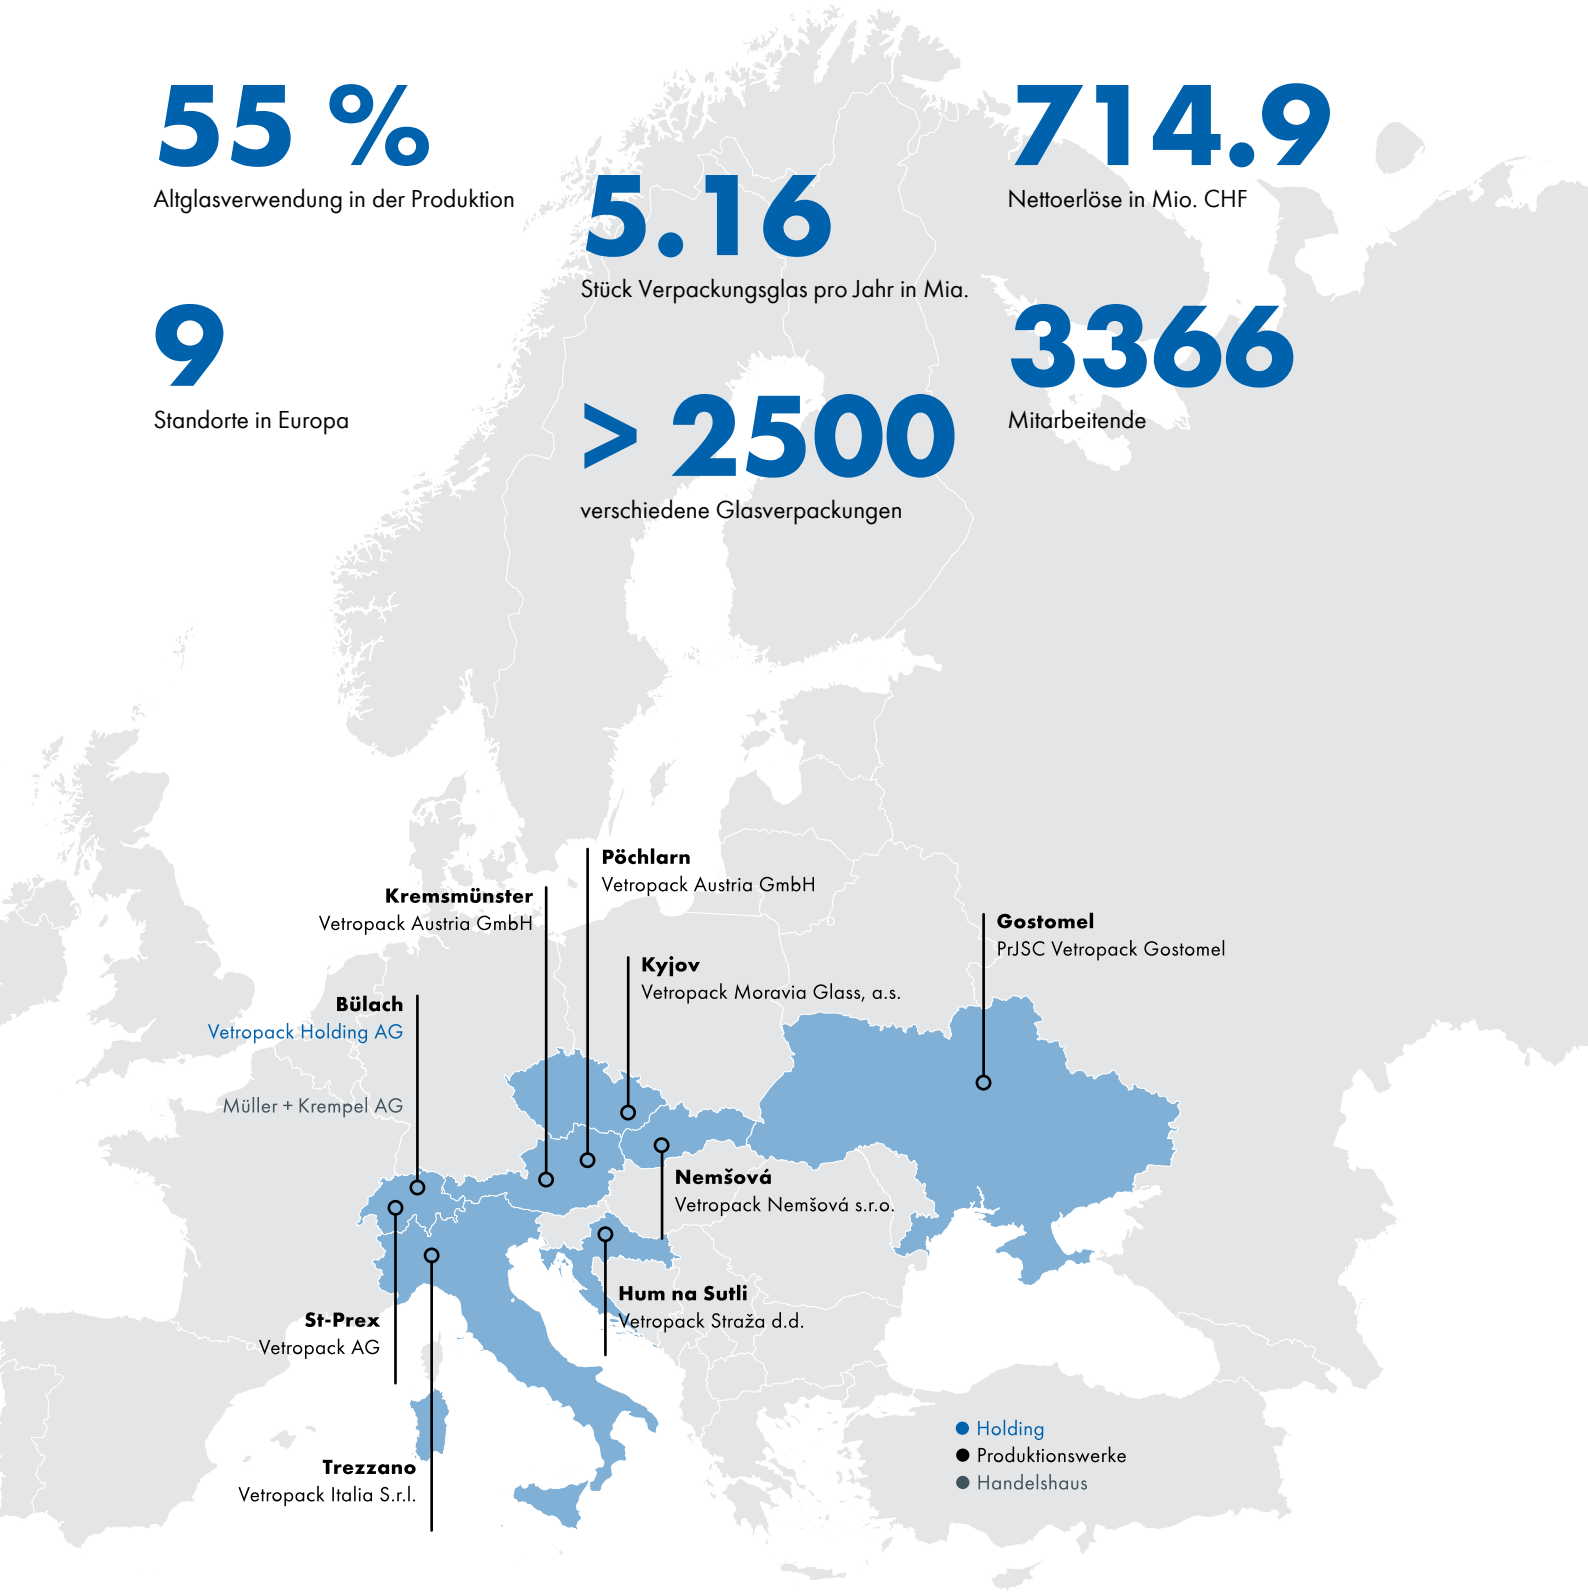 55 %
Altglasverwendung in der Produktion
5.16
Stück Verpackungsglas pro Jahr in Mia.
714.9
Nettoerlöse in Mio. CHF
9
Standorte in Europa
> 2500
verschiedene Glasverpackungen
3366
Mitarbeitende
Pöchlarn
Vetropack Austria GmbH
Kremsmünster
Vetropack Austria GmbH
Gostomel
PrJSC Vetropack Gostomel
Kyjov
Vetropack Moravia Glass, a.s.
Bülach
Vetropack Holding AG
Müller + Krempel AG
Nemšová
Vetropack Nemšová s.r.o.
Hum na Sutli
Vetropack Straža d.d.
St-Prex
Vetropack AG
Trezzano
Vetropack Italia S.r.l.
Holding
Produktionswerke
Handelshaus